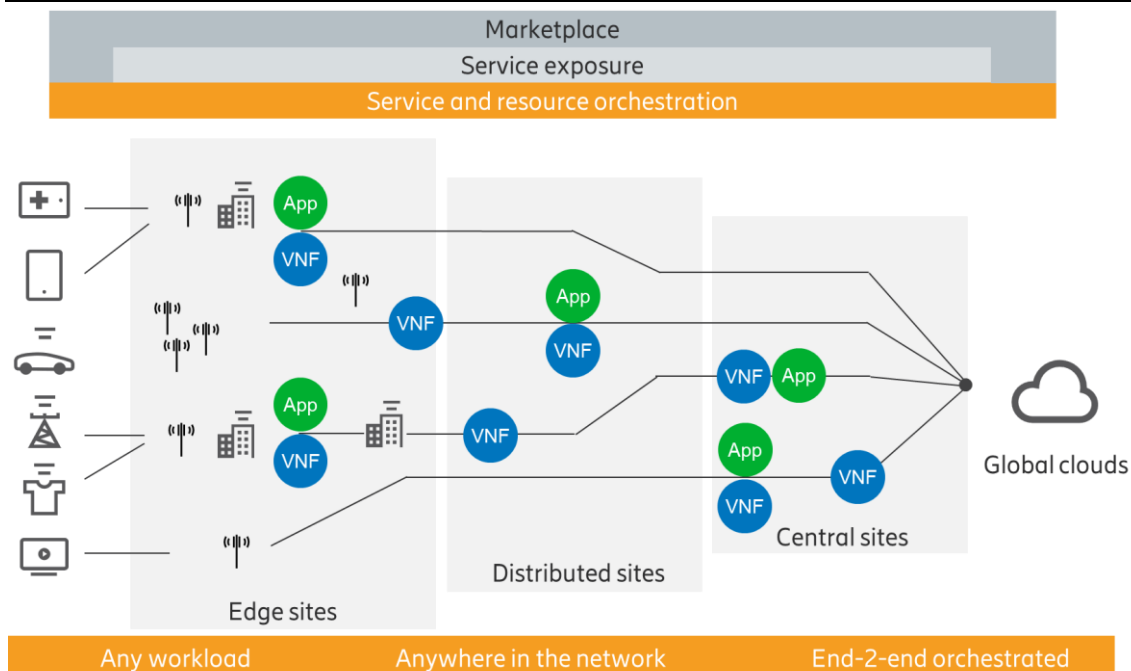 Marketplace
Service exposure
Service and resource orchestration
App
VNF
VNF
App
VNF
App
VNF
VNF
VNF
App
App
VNF
VNF
Global clouds
Central sites
Distributed sites
Edge sites
Any workload
Anywhere in the network
End-2-end orchestrated